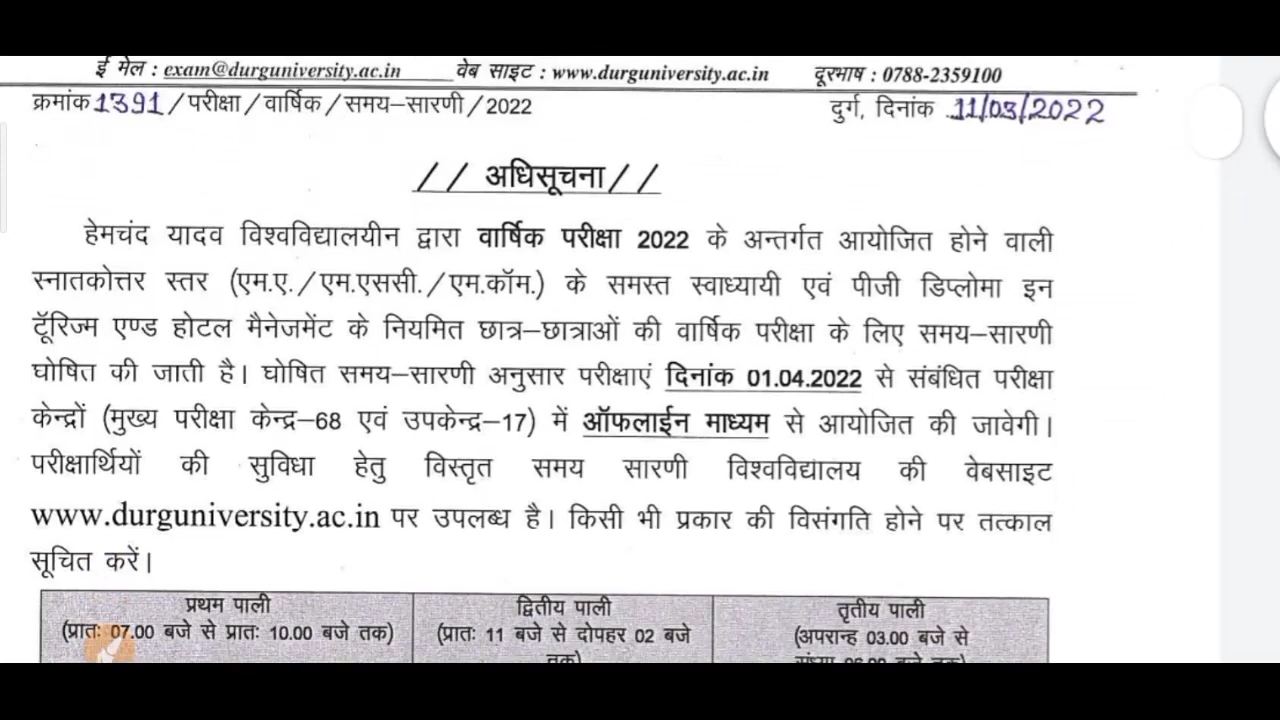 ई मेल : exam@durguniversity.ac.in वेब साइट : www.durguniversity.ac.in दूरभाष : 0788-2359100
क्रमांक 1391/परीक्षा/वार्षिक/समय–सारणी/2022 दुर्ग, दिनांक 11/03/2022
// अधिसूचना//
हेमचंद यादव विश्वविद्यालयीन द्वारा वार्षिक परीक्षा 2022 के अन्तर्गत आयोजित होने वाली
स्नातकोत्तर स्तर (एम.ए./एम.एससी./एम.कॉम.) के समस्त स्वाध्यायी एवं पीजी डिप्लोमा इन
टॅूरिज्म एण्ड होटल मैनेजमेंट के नियमित छात्र–छात्राओं की वार्षिक परीक्षा के लिए समय–सारणी
घोषित की जाती है। घोषित समय–सारणी अनुसार परीक्षाएं दिनांक 01.04.2022 से संबंधित परीक्षा
केन्द्रों (मुख्य परीक्षा केन्द्र–68 एवं उपकेन्द्र–17) में ऑफलाईन माध्यम से आयोजित की जावेगी।
परीक्षार्थियों की सुविधा हेतु विस्तृत समय सारणी विश्वविद्यालय की वेबसाइट
www.durguniversity.ac.in पर उपलब्ध है। किसी भी प्रकार की विसंगति होने पर तत्काल
सूचित करें।
प्रथम पाली द्वितीय पाली तृतीय पाली
(प्रातः 07.00 बजे से प्रातः 10.00 बजे तक) (प्रातः 11 बजे से दोपहर 02 बजे (अपरान्ह 03.00 बजे से
तक) संध्या 06.00 बजे तक)